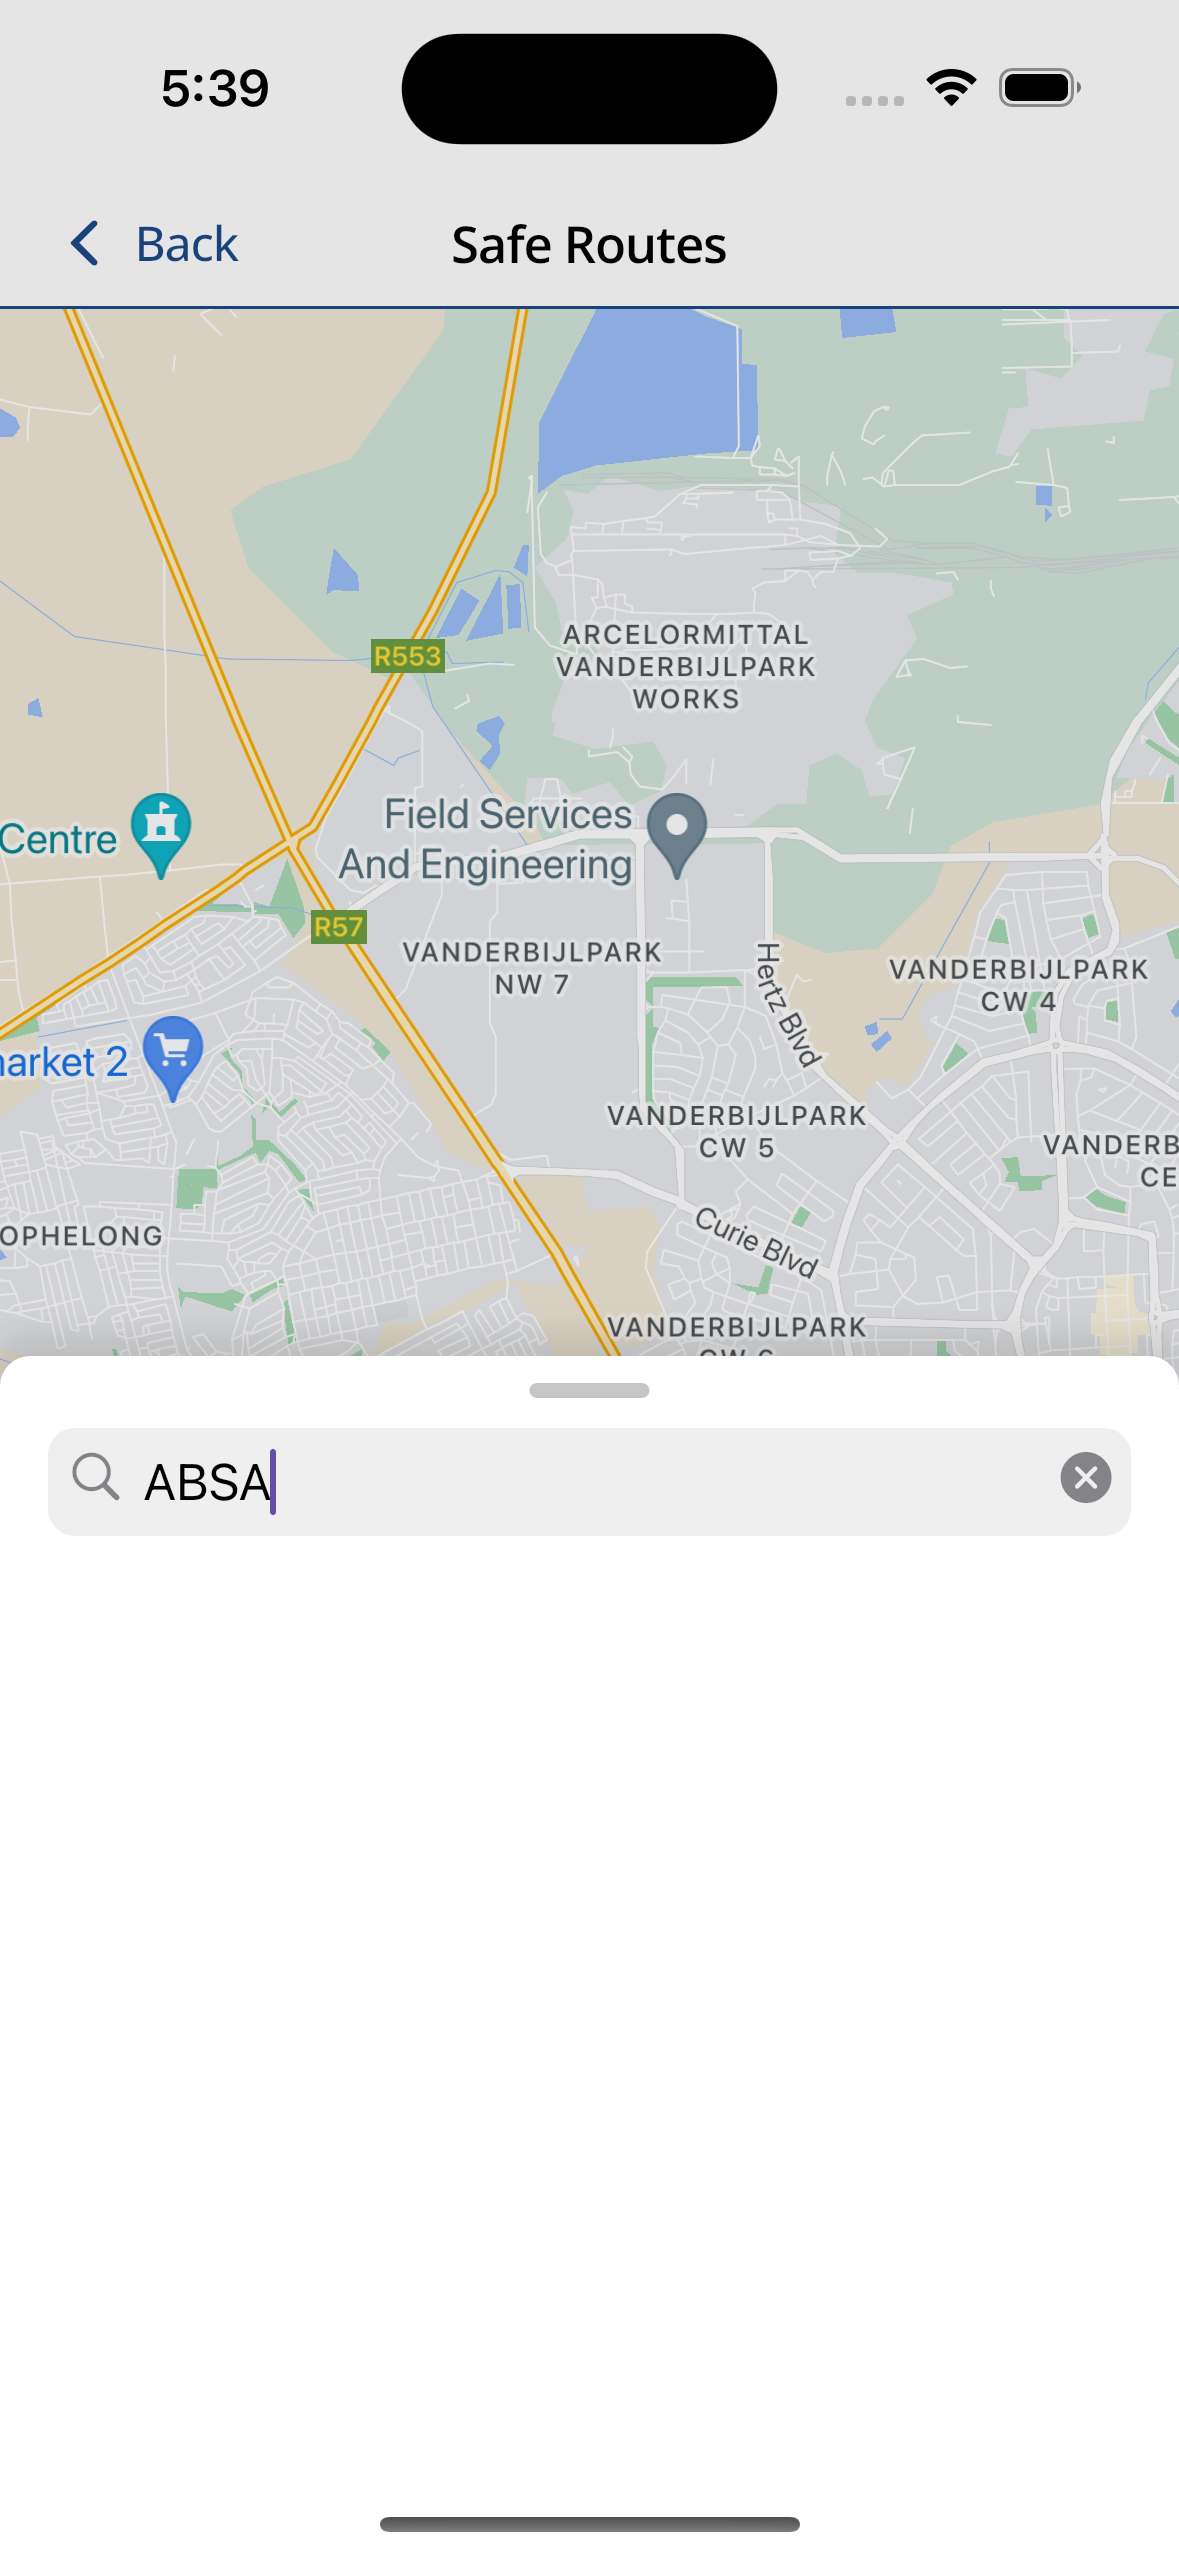 5:39
Back
Safe Routes
R553
ARCELORMITTAL
VANDERBIJLPARK
WORKS
Centre
Field Services
And Engineering
R57
VANDERBIJLPARK
NW 7
Hertz Blvd
VANDERBIJLPARK
CW 4
arket 2
VANDERBIJLPARK
CW 5
VANDERB
CE
OPHELONG
Curie Blvd
VANDERBIJLPARK
ABSA